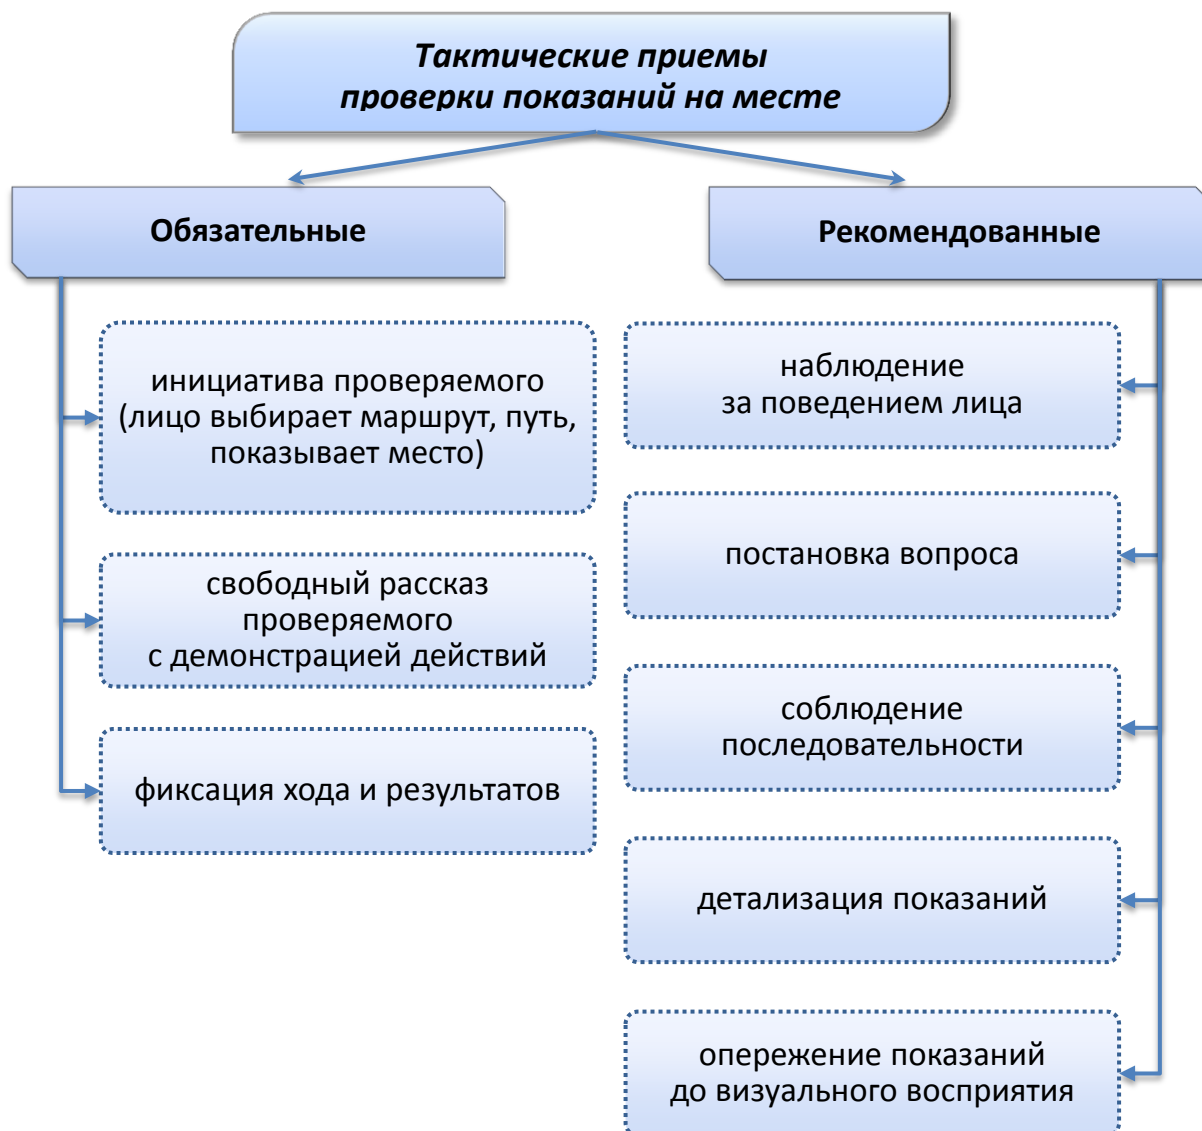 Тактические приемы
проверки показаний на месте
Обязательные
инициатива проверяемого
(лицо выбирает маршрут, путь,
показывает место)
свободный рассказ
проверяемого
с демонстрацией действий
фиксация хода и результатов
Рекомендованные
наблюдение
за поведением лица
постановка вопроса
соблюдение
последовательности
детализация показаний
опережение показаний
до визуального восприятия